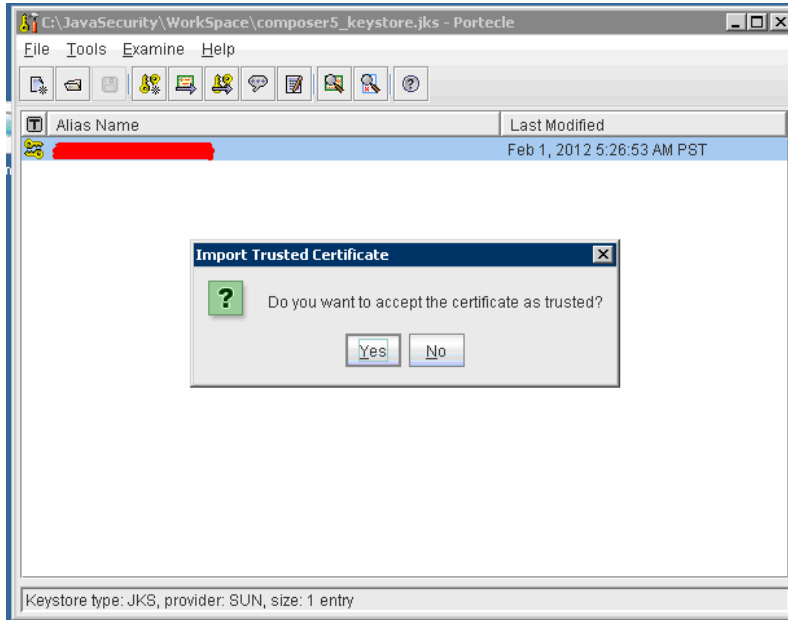 C:\JavaSecurity\WorkSpace\composer5_keystore.jks - Portecle
File Tools Examine Help
T Alias Name Last Modified
Feb 1, 2012 5:26:53 AM PST
Import Trusted Certificate
? Do you want to accept the certificate as trusted?
Yes No
Keystore type: JKS, provider: SUN, size: 1 entry